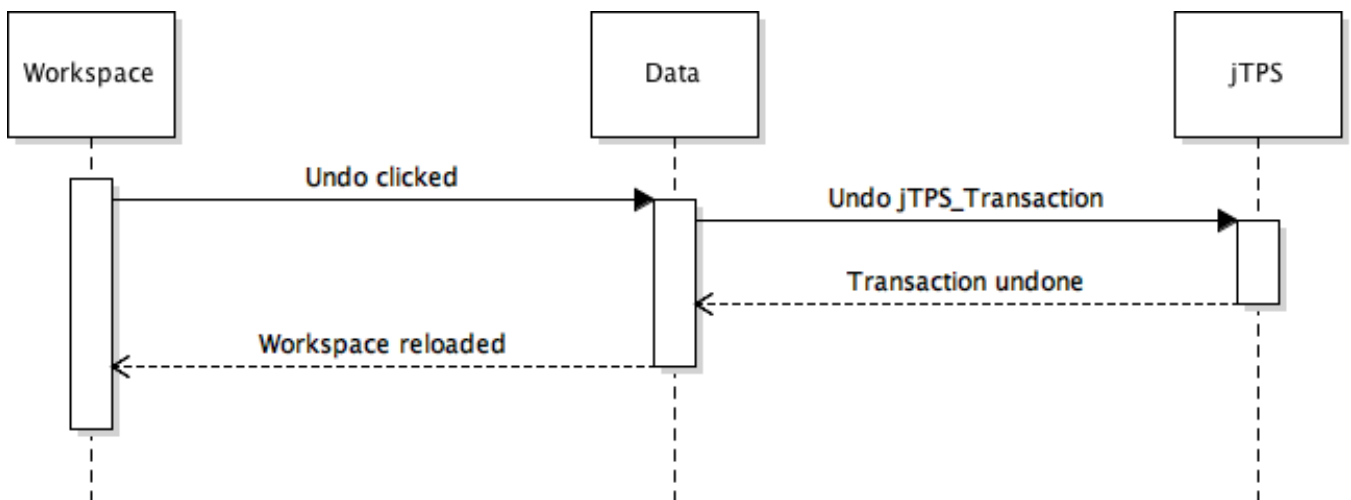 Workspace
Data
jTPS
Undo clicked
Undo jTPS_Transaction
Transaction undone
Workspace reloaded